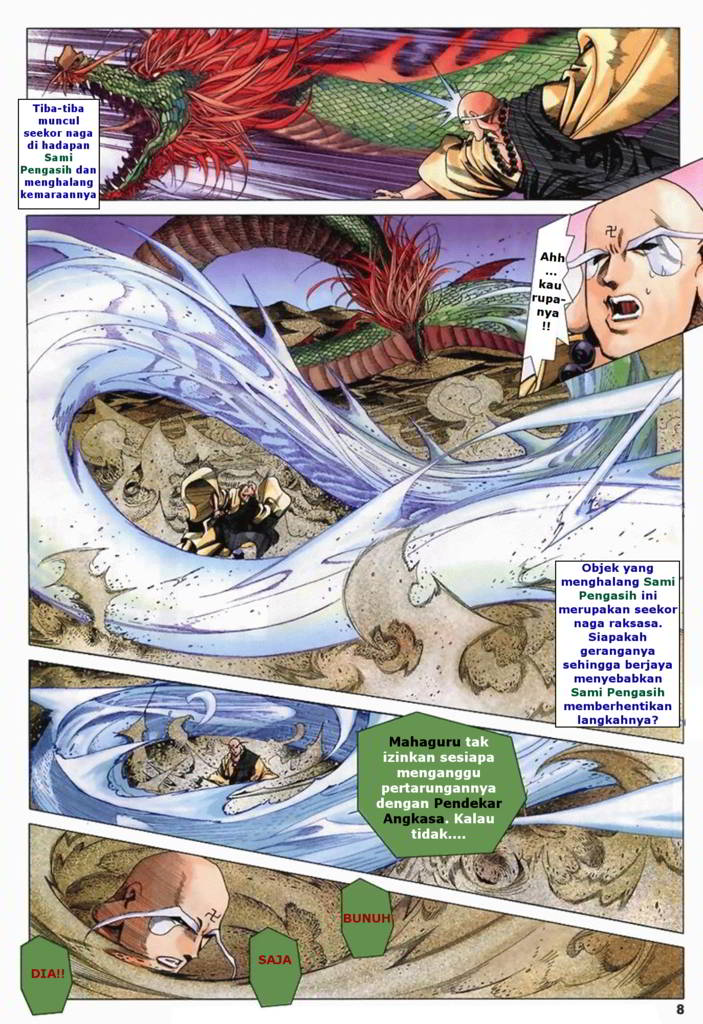 Tiba-tiba
muncul
seekor naga
di hadapan
Sami
Pengasih dan
menghalang
kemaraannya
Ahh
...
kau
rupa-
nya
!!
卐
Objek yang
menghalang Sami
Pengasih ini
merupakan seekor
naga raksasa.
Siapakah
geranganya
sehingga berjaya
menyebabkan
Sami Pengasih
memberhentikan
langkahnya?
Mahaguru tak
izinkan sesiapa
menganggu
pertarungannya
dengan Pendekar
Angkasa. Kalau
tidak....
BUNUH
SAJA
DIA!!
8